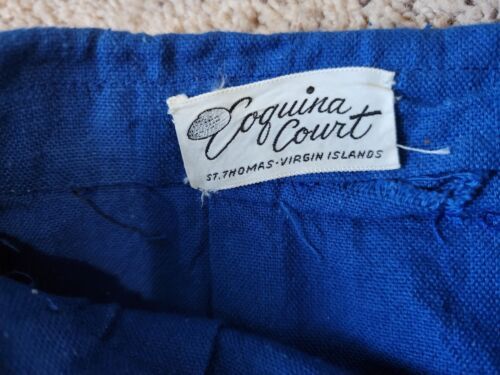 Coquina
Court
ST. THOMAS - VIRGIN ISLANDS